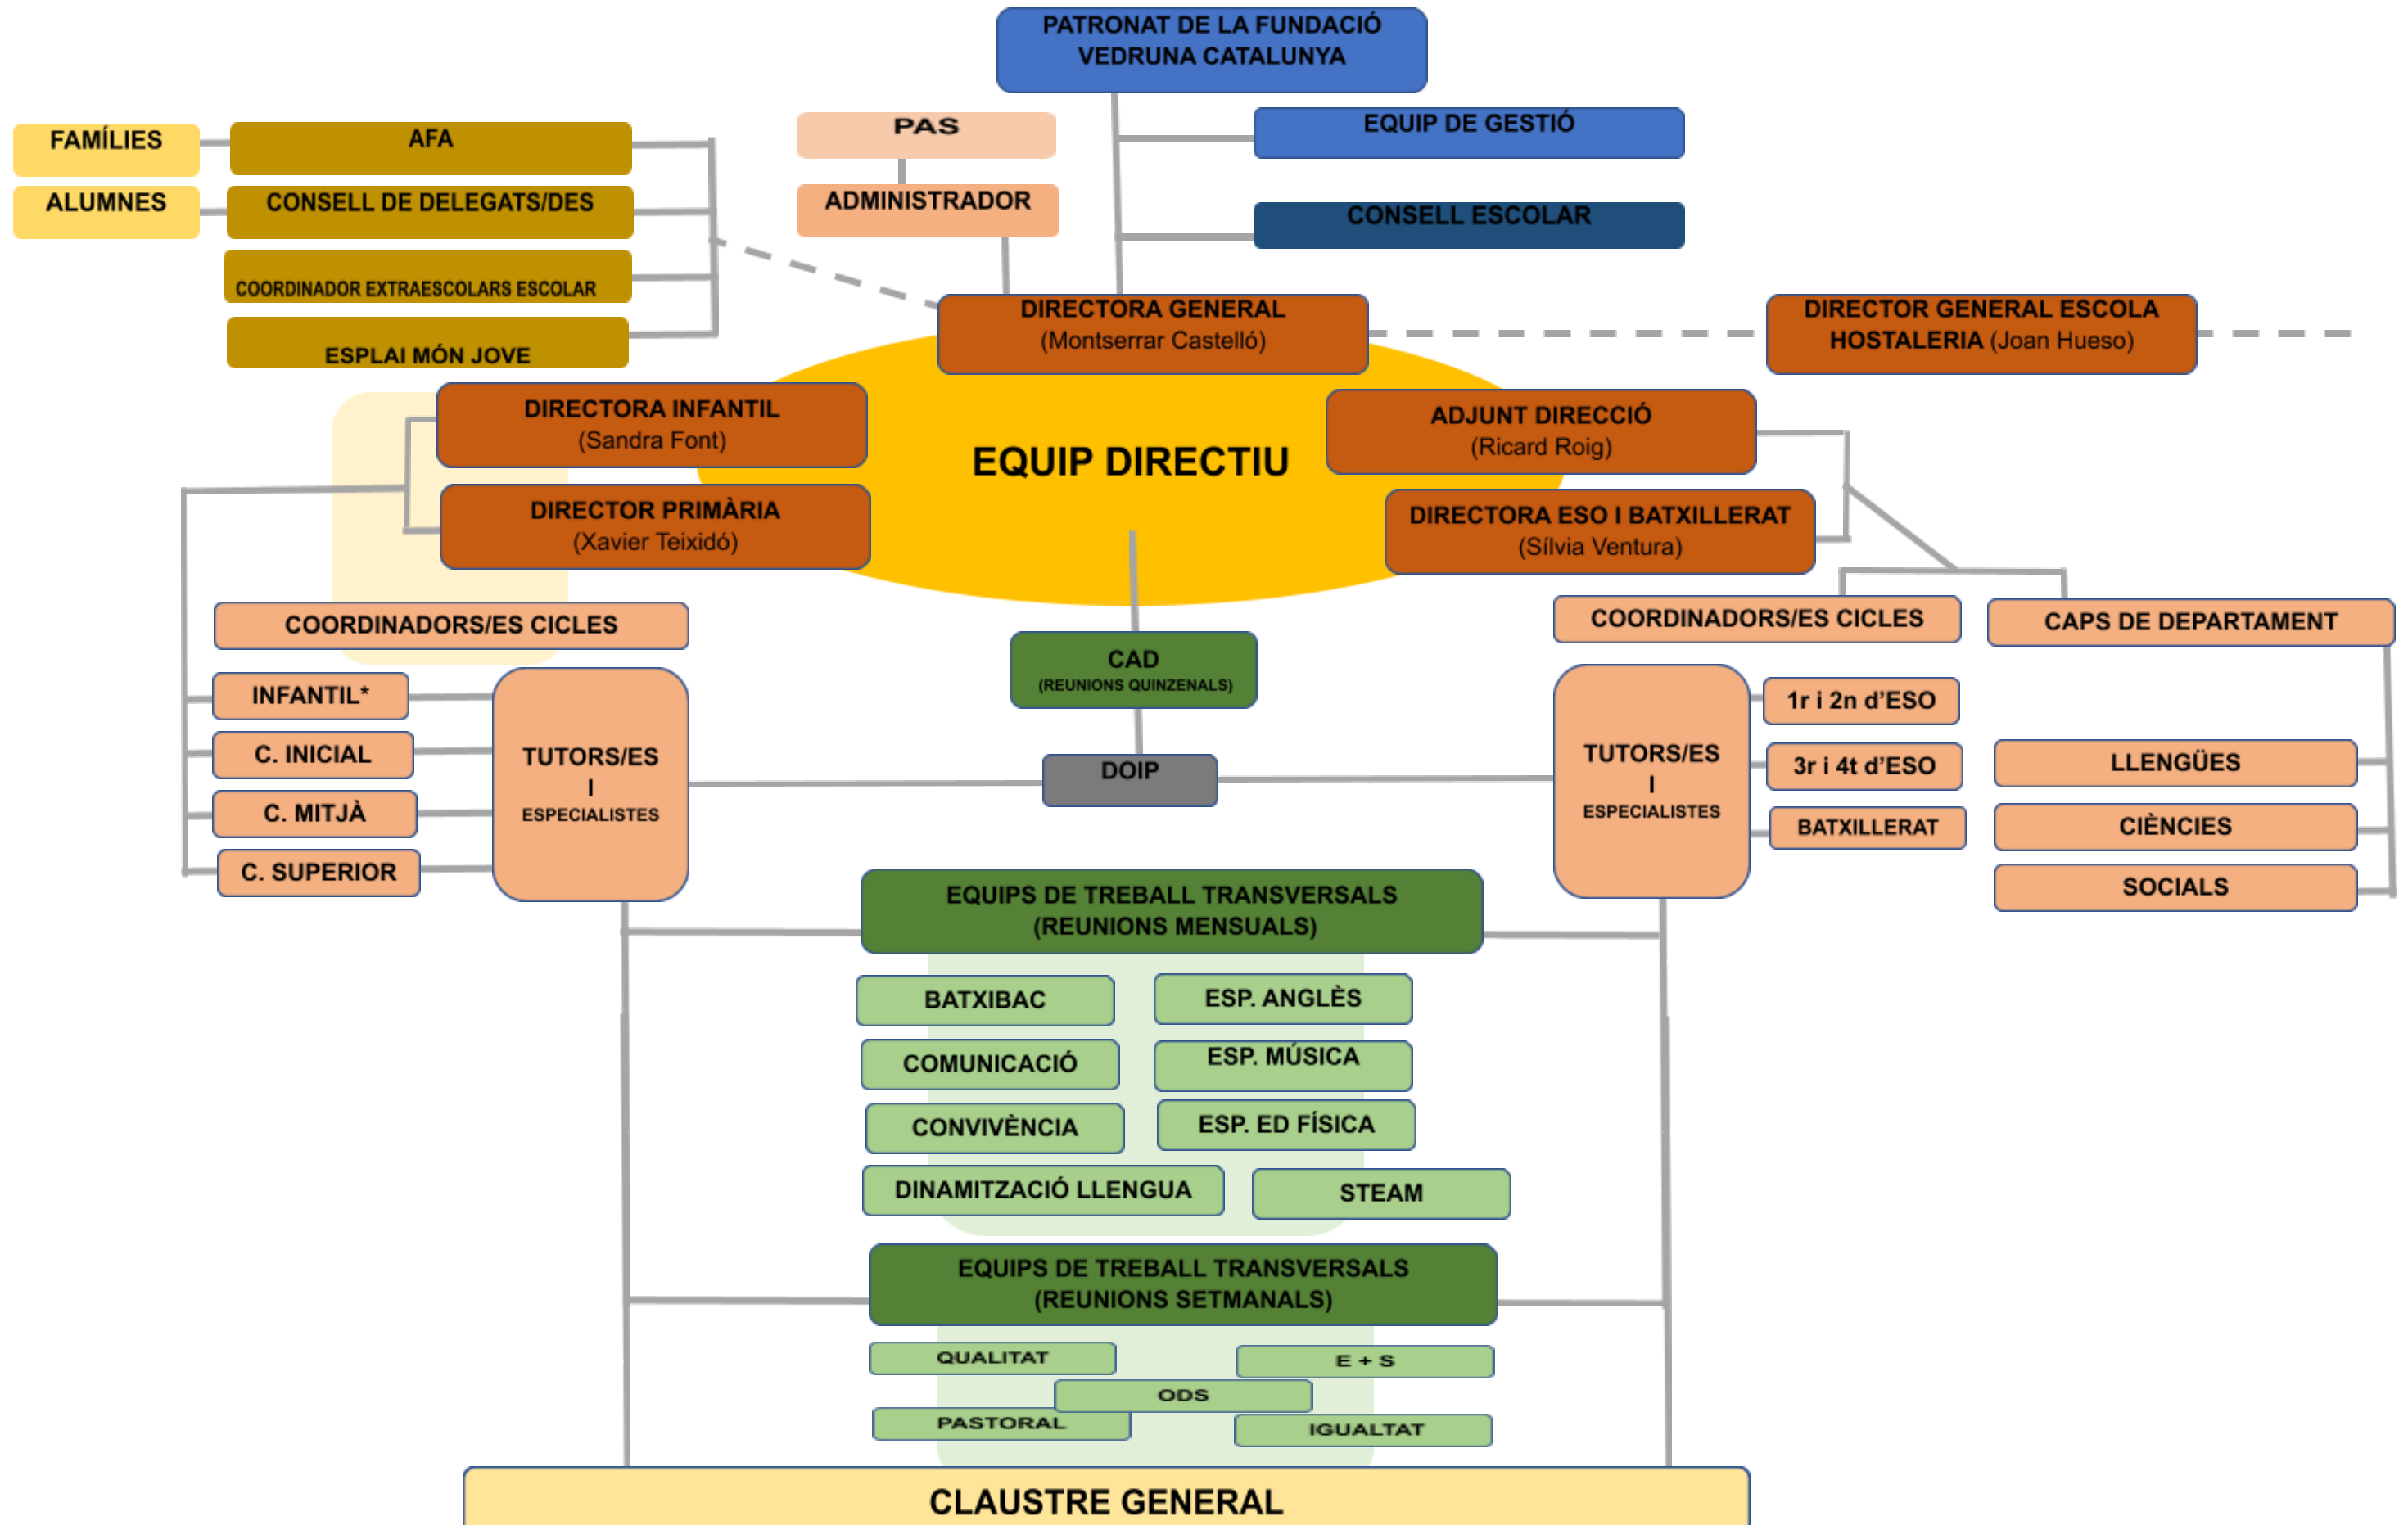 PATRONAT DE LA FUNDACIÓ
VEDRUNA CATALUNYA
FAMÍLIES
AFA
PAS
EQUIP DE GESTIÓ
ALUMNES
CONSELL DE DELEGATS/DES
ADMINISTRADOR
CONSELL ESCOLAR
COORDINADOR EXTRAESCOLARS ESCOLAR
ESPLAI MÓN JOVE
DIRECTORA GENERAL
(Montserrar Castelló)
DIRECTOR GENERAL ESCOLA
HOSTALERIA (Joan Hueso)
DIRECTORA INFANTIL
(Sandra Font)
EQUIP DIRECTIU
ADJUNT DIRECCIÓ
(Ricard Roig)
DIRECTOR PRIMÀRIA
(Xavier Teixidó)
DIRECTORA ESO I BATXILLERAT
(Sílvia Ventura)
COORDINADORS/ES CICLES
CAD
(REUNIONS QUINZENALS)
COORDINADORS/ES CICLES
CAPS DE DEPARTAMENT
INFANTIL*
C. INICIAL
C. MITJÀ
C. SUPERIOR
TUTORS/ES
I
ESPECIALISTES
DOIP
TUTORS/ES
I
ESPECIALISTES
1r i 2n d'ESO
3r i 4t d'ESO
BATXILLERAT
LLENGÜES
CIÈNCIES
SOCIALS
EQUIPS DE TREBALL TRANSVERSALS
(REUNIONS MENSUALS)
BATXIBAC
ESP. ANGLÈS
COMUNICACIÓ
ESP. MÚSICA
CONVIVÈNCIA
ESP. ED FÍSICA
DINAMITZACIÓ LLENGUA
STEAM
EQUIPS DE TREBALL TRANSVERSALS
(REUNIONS SETMANALS)
QUALITAT
E + S
ODS
PASTORAL
IGUALTAT
CLAUSTRE GENERAL